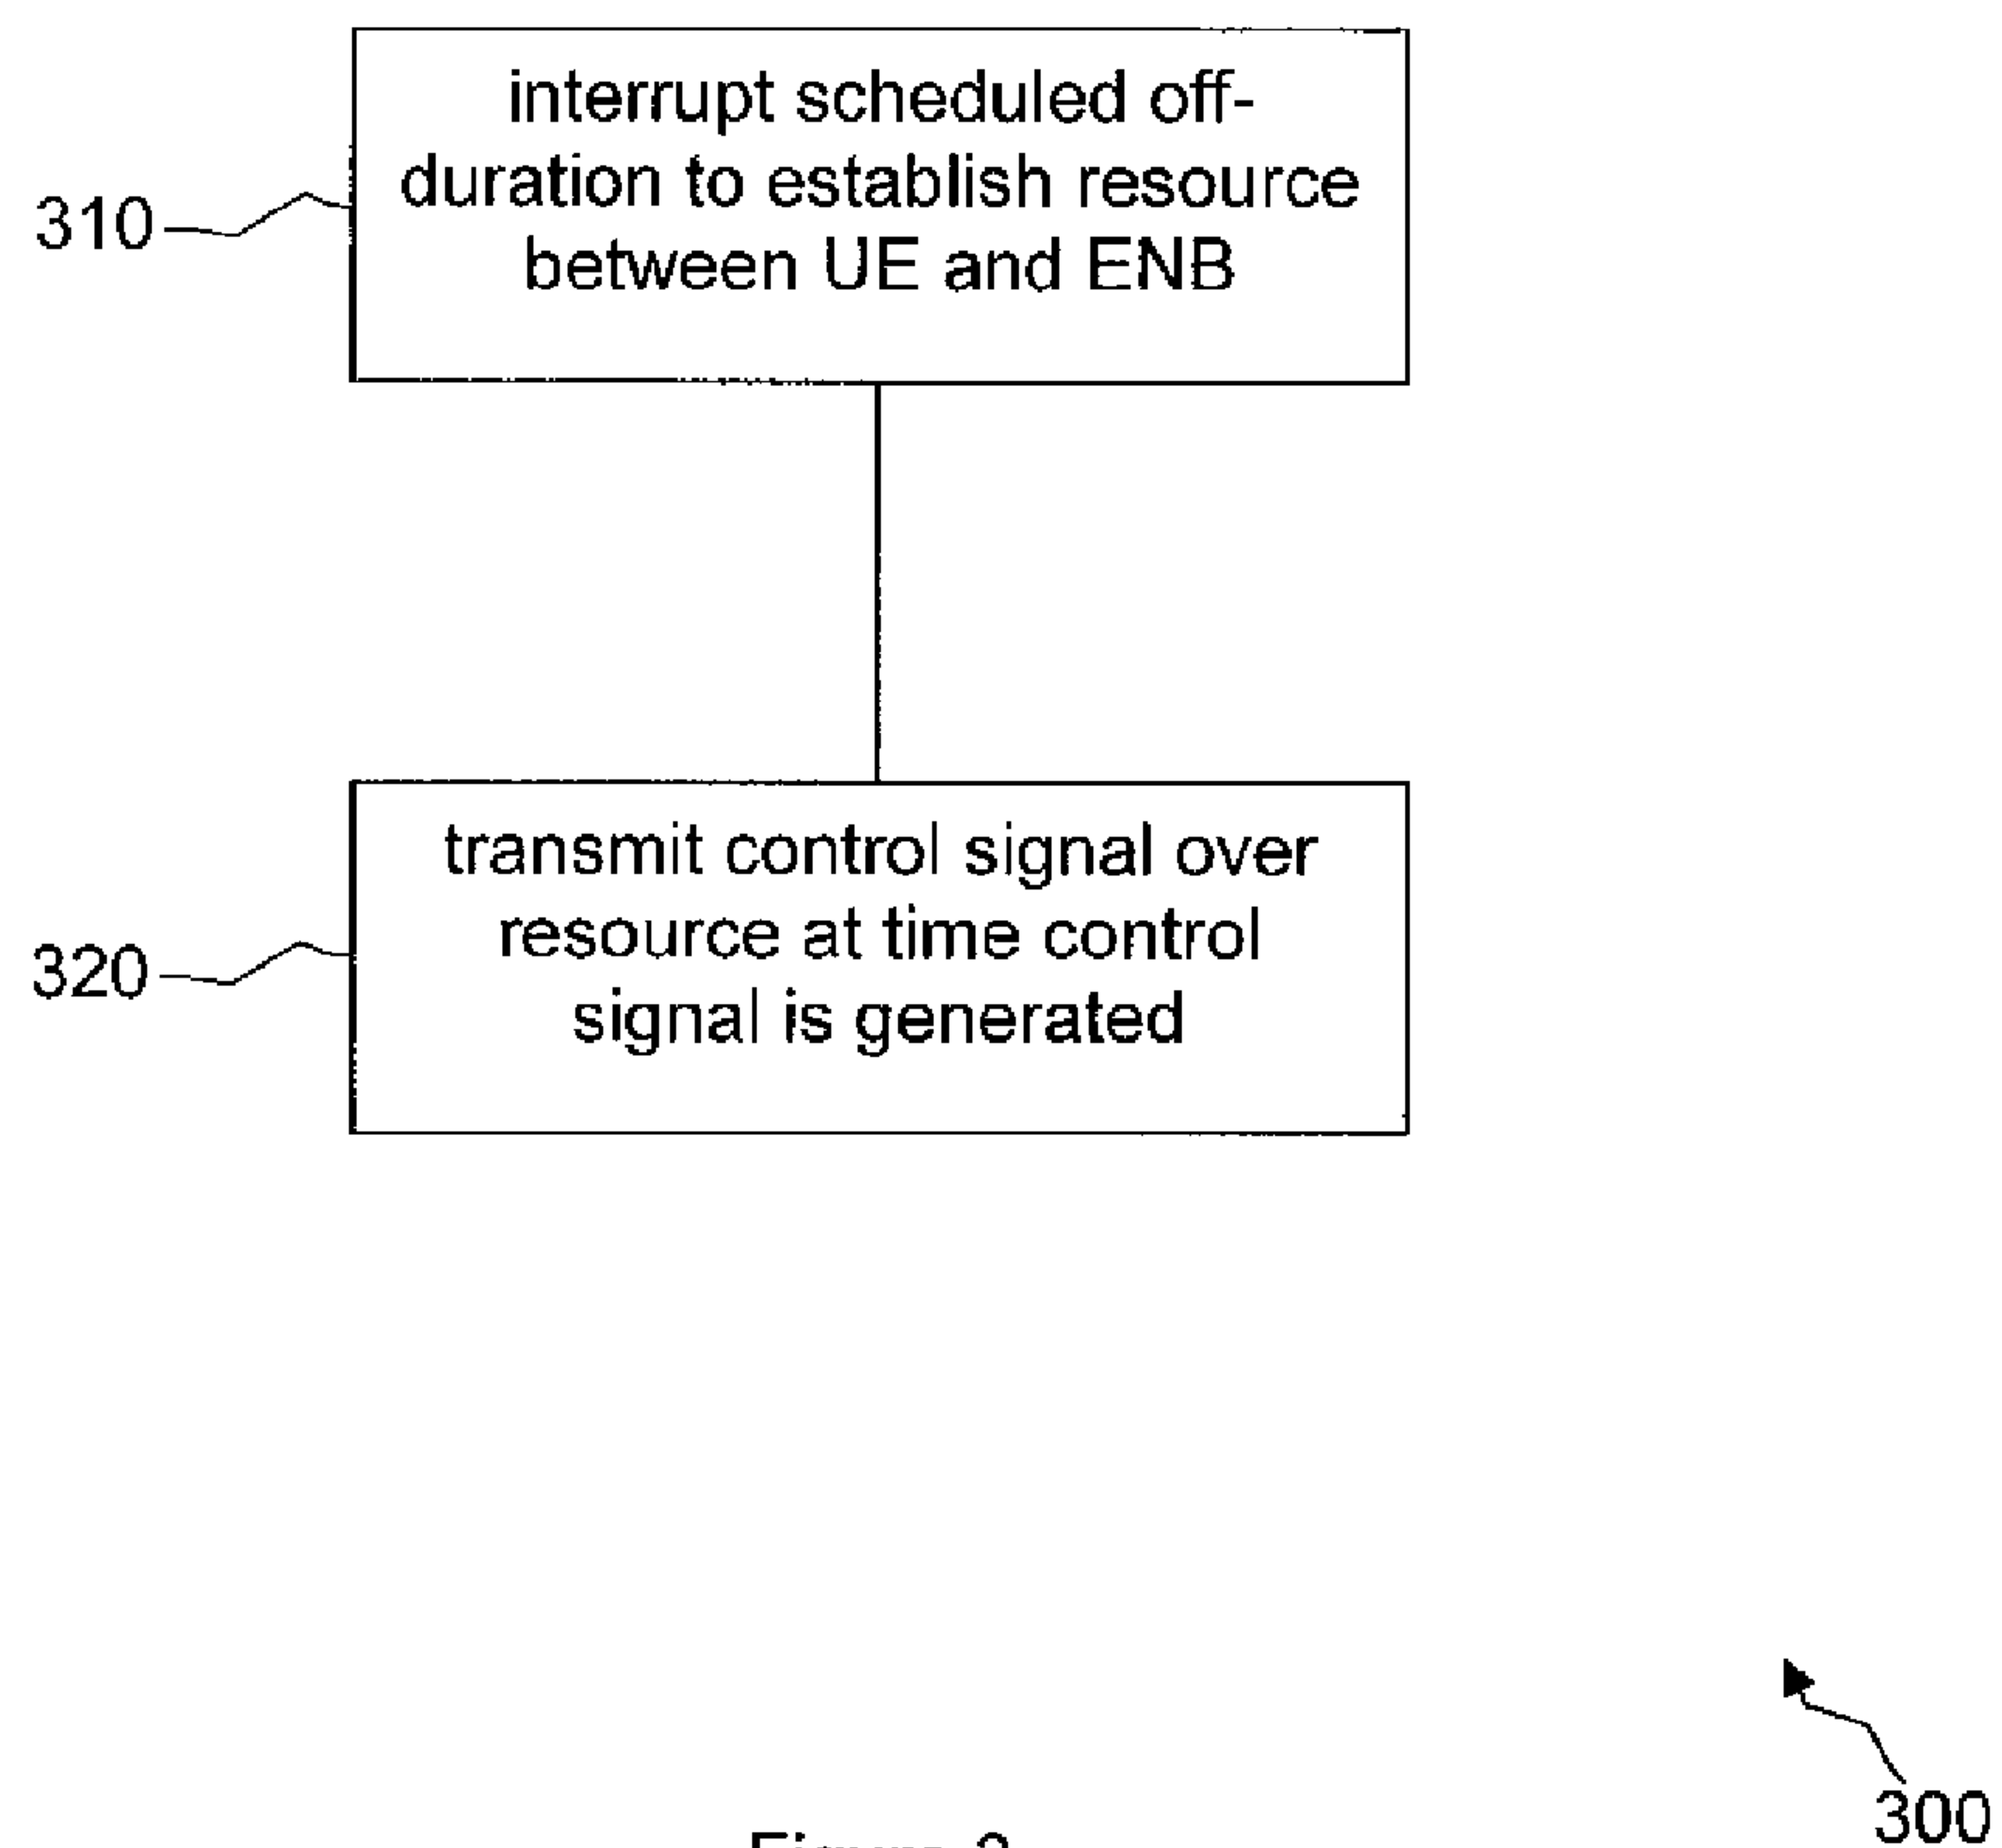 interrupt scheduled off-
duration to establish resource
between UE and ENB
310
transmit control signal over
resource at time control
signal is generated
320
300